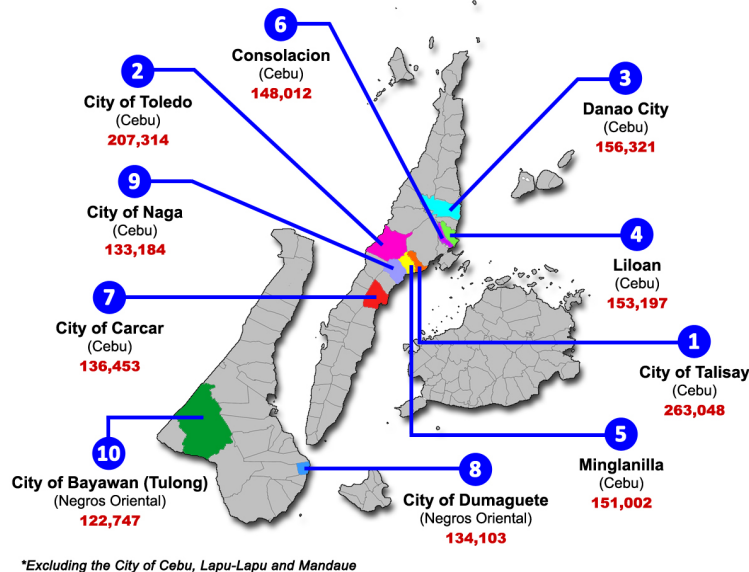 6
Consolacion
(Cebu)
148,012
2
City of Toledo
(Cebu)
207,314
3
Danao City
(Cebu)
156,321
9
City of Naga
(Cebu)
133,184
4
Liloan
(Cebu)
153,197
7
City of Carcar
(Cebu)
136,453
1
City of Talisay
(Cebu)
263,048
10
City of Bayawan (Tulong)
(Negros Oriental)
122,747
8
City of Dumaguete
(Negros Oriental)
134,103
5
Minglanilla
(Cebu)
151,002
*Excluding the City of Cebu, Lapu-Lapu and Mandaue